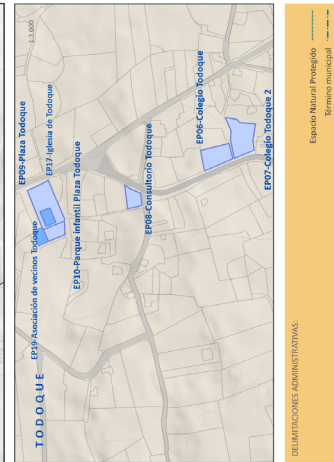 1:3 000
EP09-Plaza Todoque
EP17-Iglesia de Todoque
EP19-Asociación de vecinos Todoque
EP10-Parque infantil Plaza Todoque
EP08-Consultorio Todoque
EP06-Colegio Todoque
EP07-Colegio Todoque 2
TODOQUE
DELIMITACIONES ADMINISTRATIVAS:
Espacio Natural Protegido
Término municipal